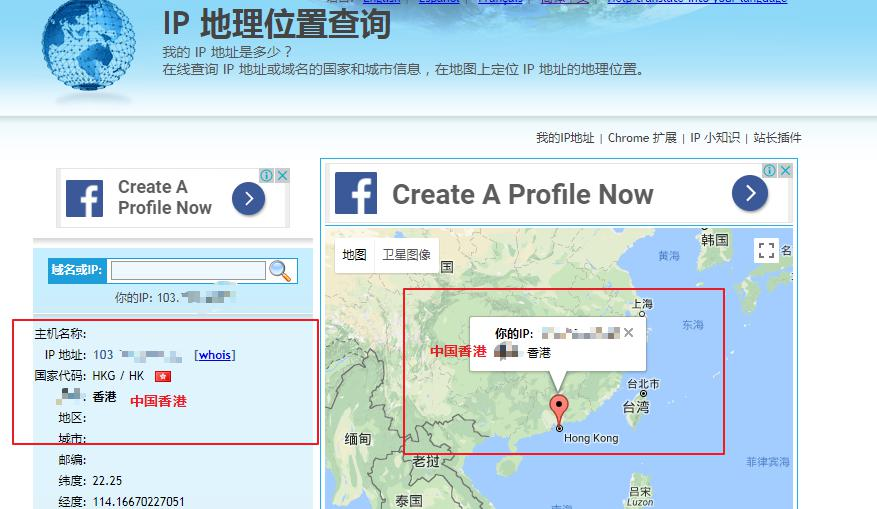 IP 地理位置查询
我的 IP 地址是多少？
在线查询 IP 地址或域名的国家和城市信息，在地图上定位 IP 地址的地理位置。
我的IP地址 | Chrome 扩展 | IP 小知识 | 站长插件
Create A
Profile Now
Create A Profile Now
域名或IP:
你的IP: 103.
主机名称:
IP 地址: 103 [whois]
国家代码: HKG / HK
香港
中国香港
地区:
城市:
邮编:
纬度: 22.25
经度: 114.16670227051
地图
卫星图像
国
韩国
名
黄海
上海
东海
你的IP:
中国香港
香港
台北市
台湾
Hong Kong
缅甸
老挝
泰国
菲律宾海
吕宋
Luzon